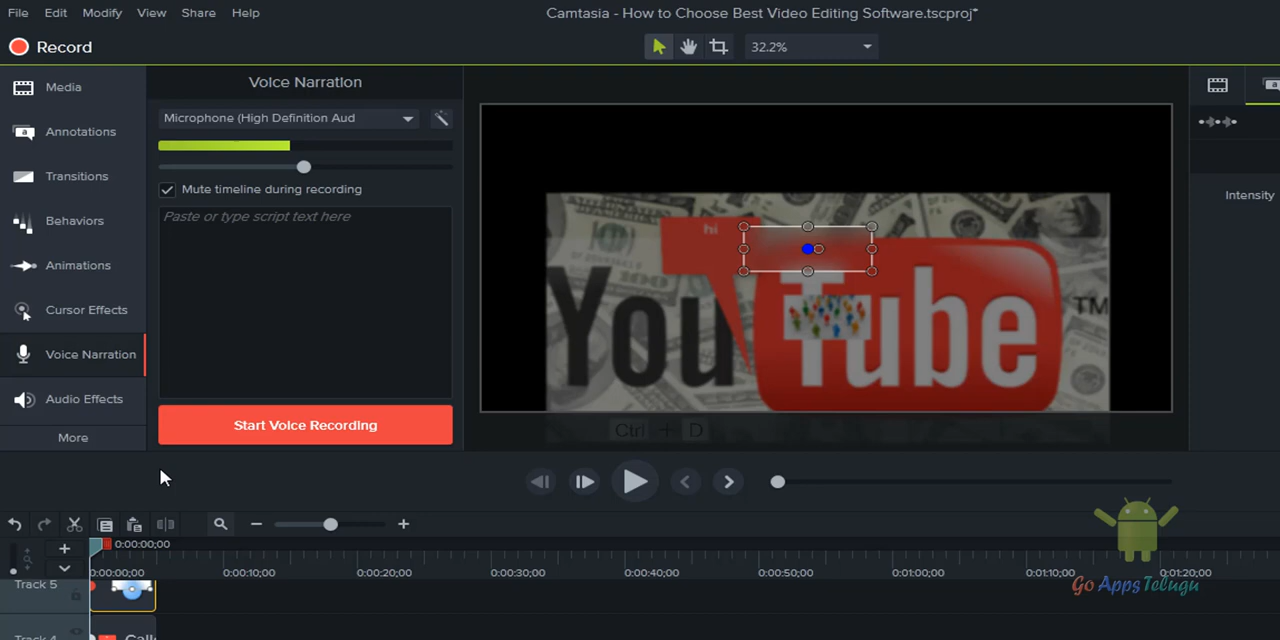 File Edit Modify View Share Help
Camtasia - How to Choose Best Video Editing Software.tscproj*
Record
32.2%
Media
Annotations
Transitions
Behaviors
Animations
Cursor Effects
Voice Narration
Audio Effects
More
Voice Narration
Microphone (High Definition Aud
Mute timeline during recording
Paste or type script text here
Start Voice Recording
hi
YouTube™
Ctrl + D
Intensity
0:00:00;00
0:00:00;00 0:00:10;00 0:00:20;00 0:00:30;00 0:00:40;00 0:00:50;00 0:01:00;00 0:01:10;00 0:01:20;00
Track 5
Track 4
Go Apps Telugu